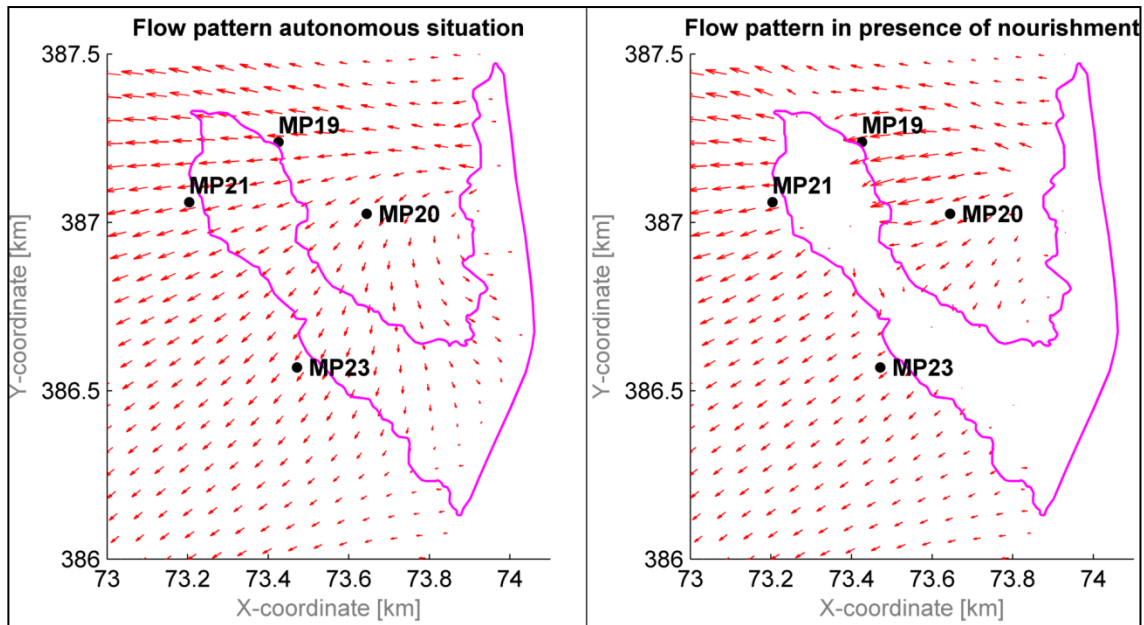 Flow pattern autonomous situation
387.5
387
386.5
386
Y-coordinate [km]
MP19
MP21
MP20
MP23
73 73.2 73.4 73.6 73.8 74
X-coordinate [km]
Flow pattern in presence of nourishment
387.5
387
386.5
386
Y-coordinate [km]
MP19
MP21
MP20
MP23
73 73.2 73.4 73.6 73.8 74
X-coordinate [km]